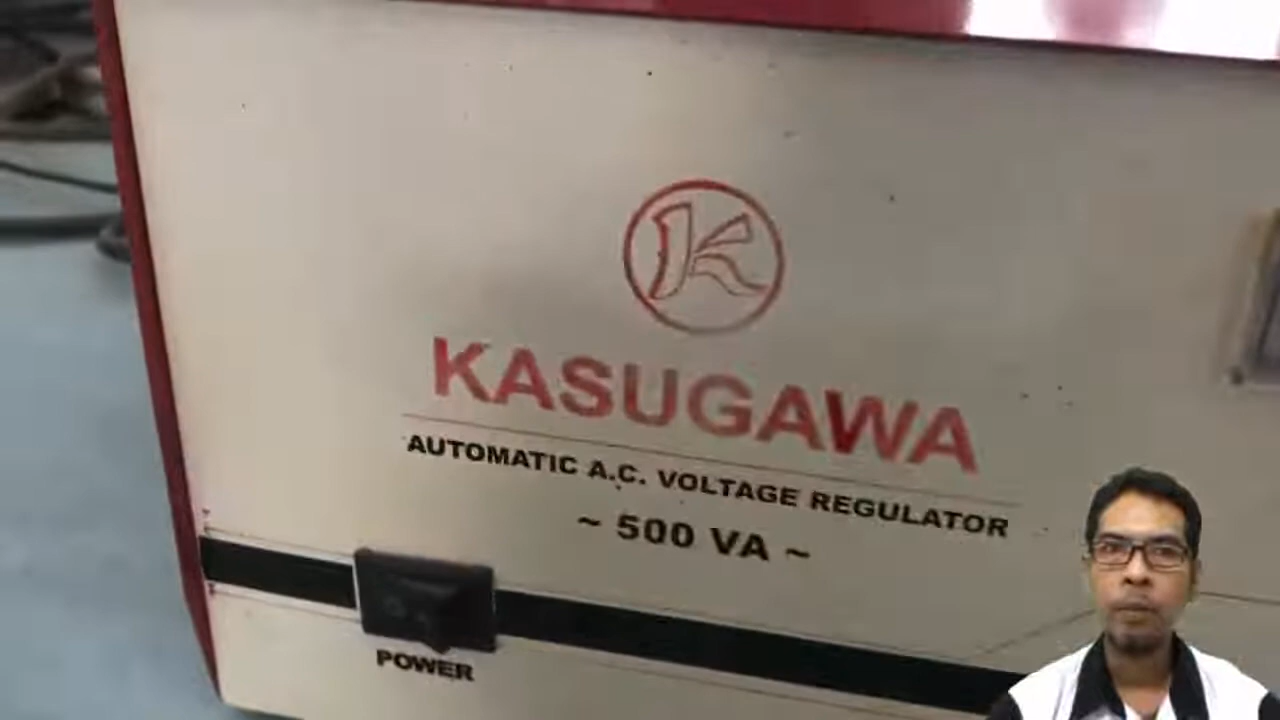 K
KASUGAWA
AUTOMATIC A.C. VOLTAGE REGULATOR
~ 500 VA ~
POWER